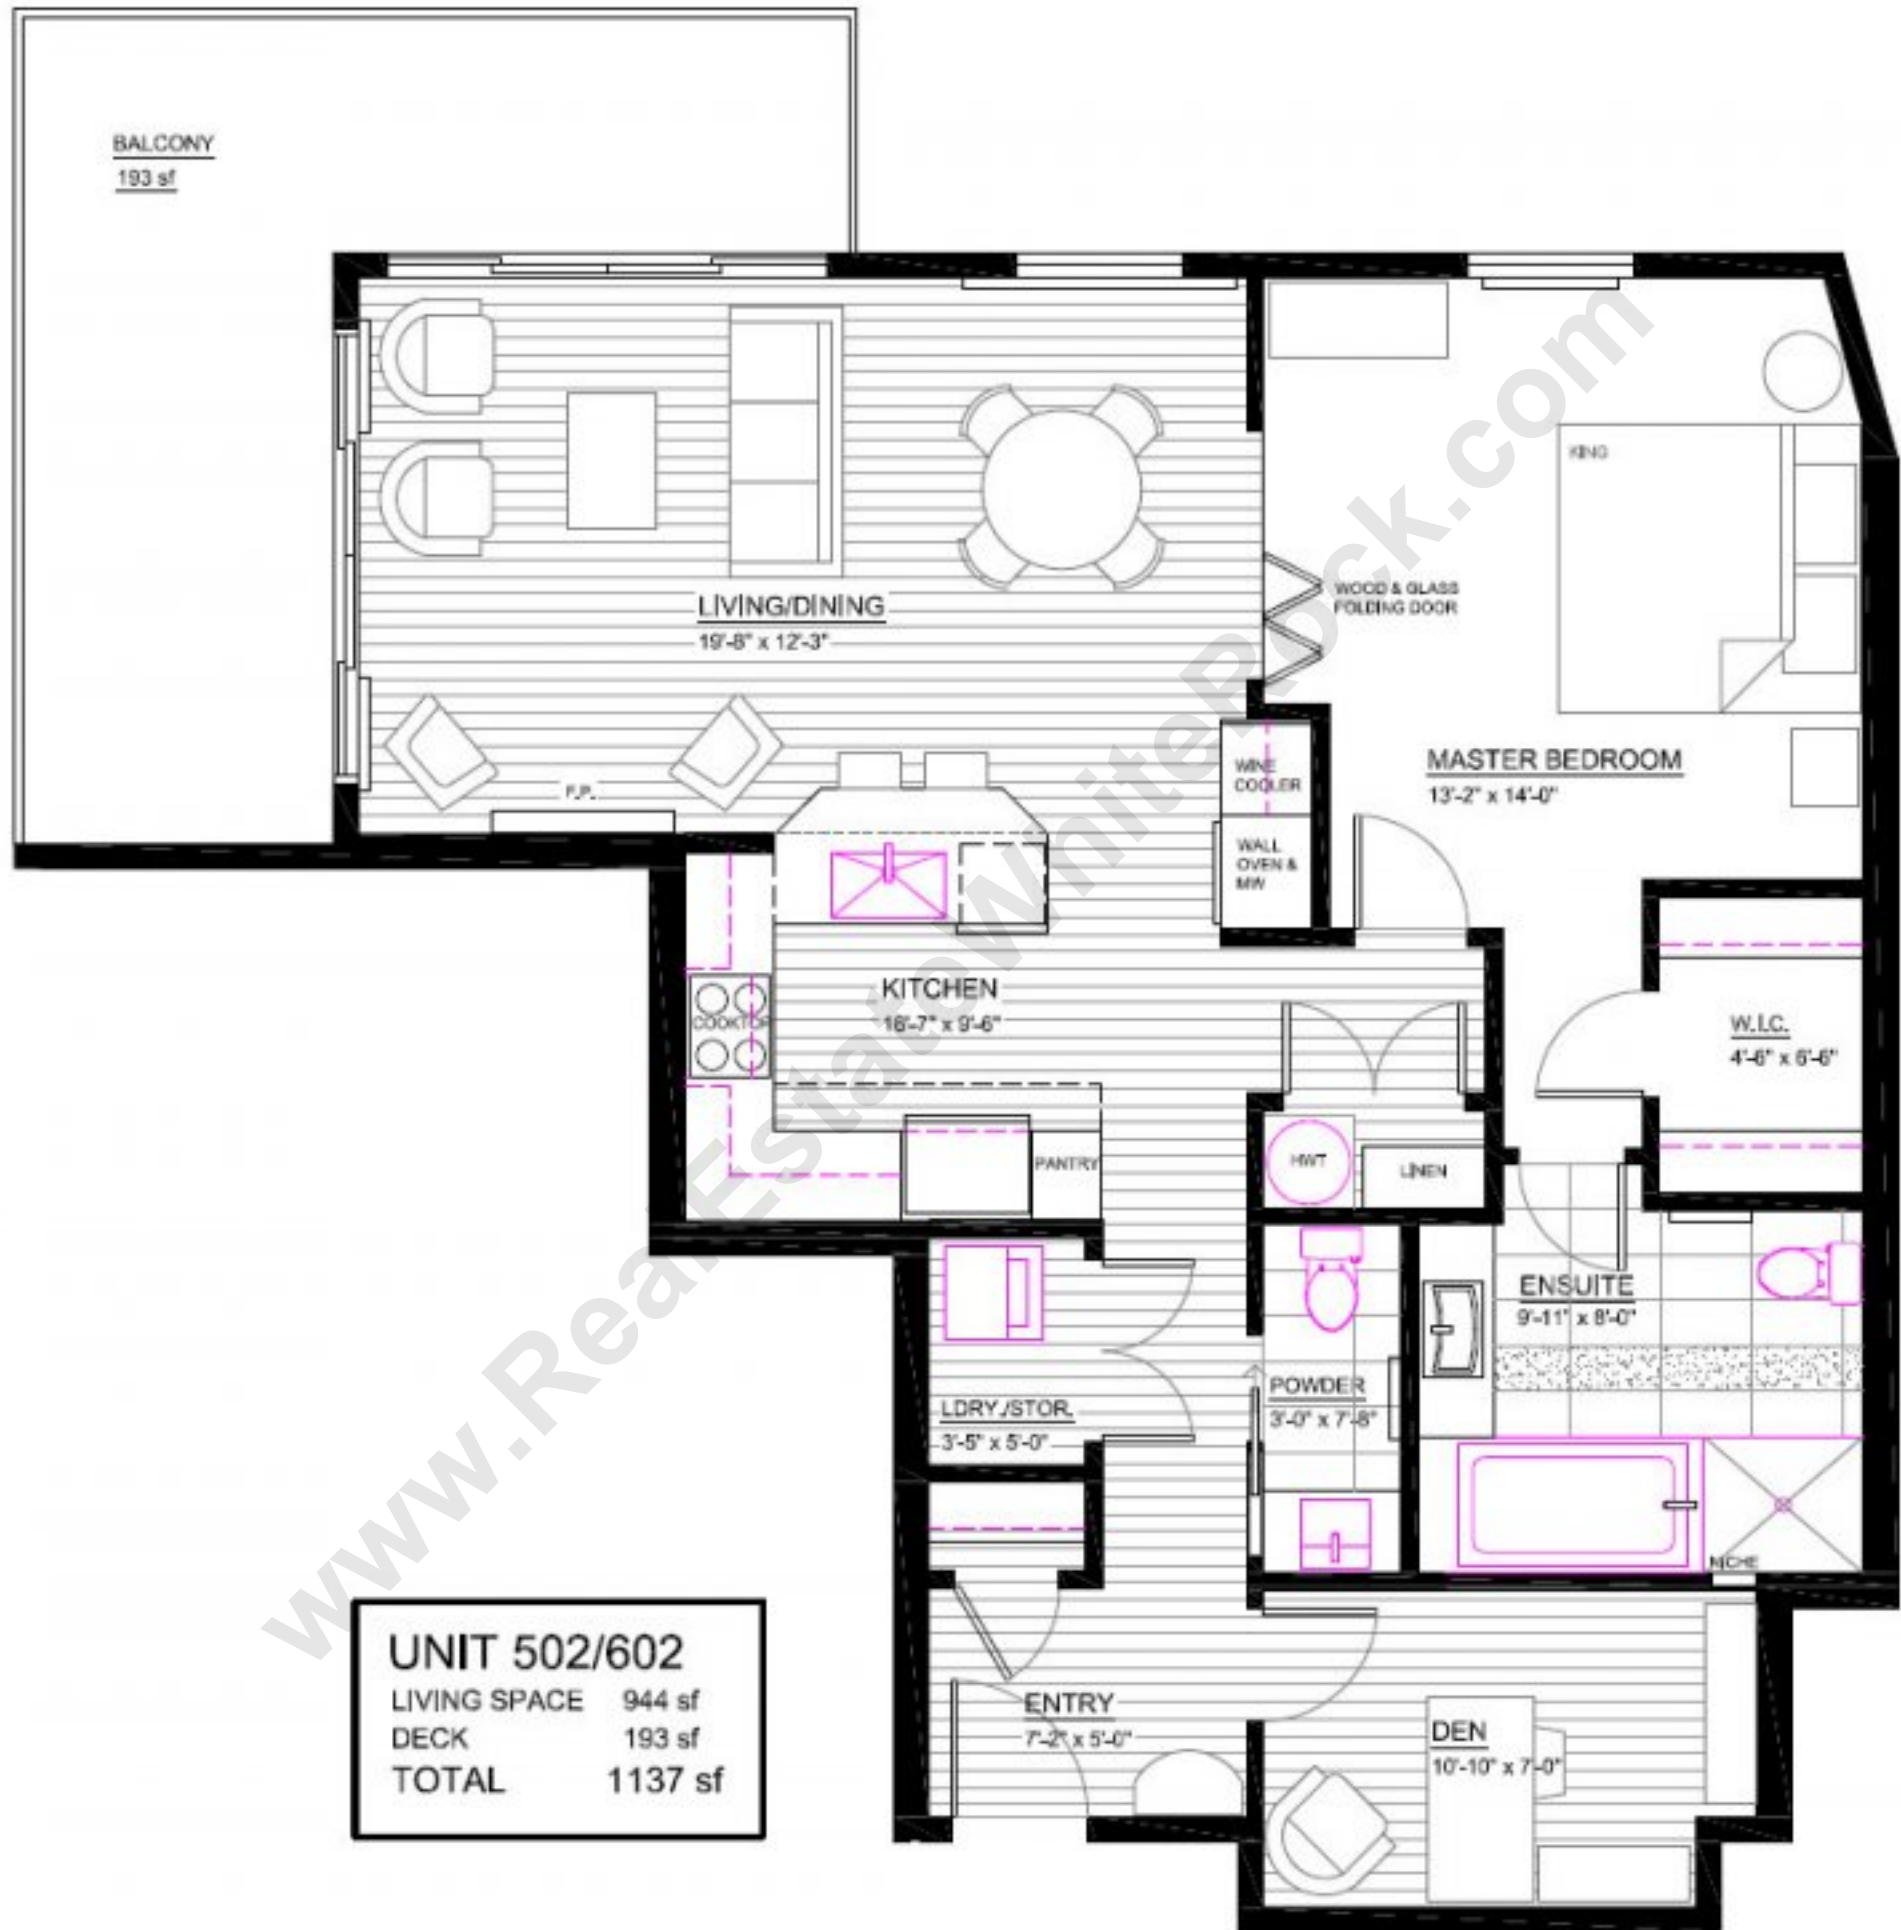 BALCONY
193 sf
KING
WOOD & GLASS
FOLDING DOOR
LIVING/DINING
19'-8" x 12'-3"
F.P.
WINE
COOLER
MASTER BEDROOM
13'-2" x 14'-0"
WALL
OVEN &
MW
KITCHEN
16'-7" x 9'-6"
COOKTOP
W.I.C.
4'-6" x 6'-6"
PANTRY
HWT
LINEN
ENSUITE
9'-11" x 8'-0"
POWDER
3'-0" x 7'-8"
LDRY./STOR.
3'-5" x 5'-0"
NICHE
ENTRY
7'-2" x 5'-0"
DEN
10'-10" x 7'-0"
UNIT 502/602
LIVING SPACE 944 sf
DECK 193 sf
TOTAL 1137 sf
www.RealEstateWhiteRock.com